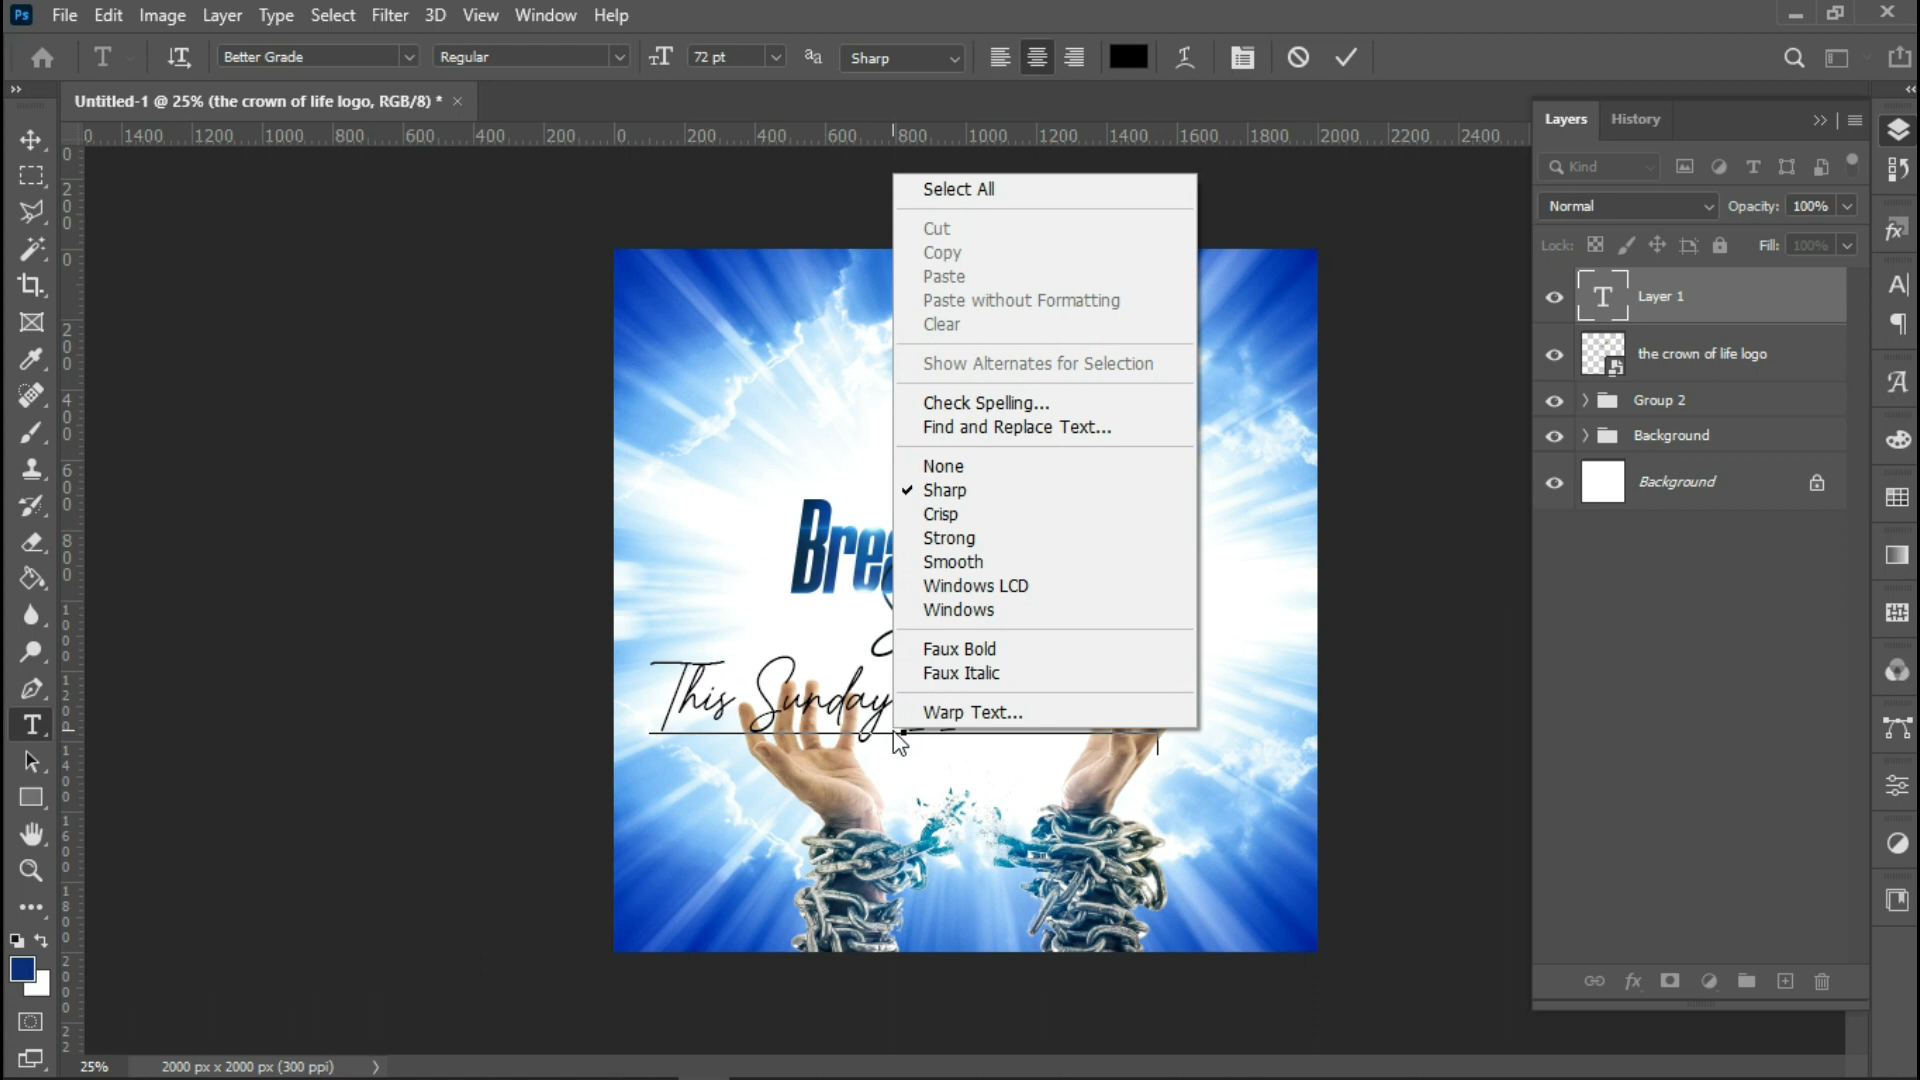 Ps File Edit Image Layer Type Select Filter 3D View Window Help
Better Grade Regular 72 pt aa Sharp
Untitled-1 @ 25% (the crown of life logo, RGB/8) *
0 1400 1200 1000 800 600 400 200 0 200 400 600 800 1000 1200 1400 1600 1800 2000 2200 2400
Layers History
Kind
Normal Opacity: 100%
Lock: Fill: 100%
Layer 1
the crown of life logo
Group 2
Background
Background
Select All
Cut
Copy
Paste
Paste without Formatting
Clear
Show Alternates for Selection
Check Spelling...
Find and Replace Text...
None
Sharp
Crisp
Strong
Smooth
Windows LCD
Windows
Faux Bold
Faux Italic
Warp Text...
This Sunday
25% 2000 px x 2000 px (300 ppi)